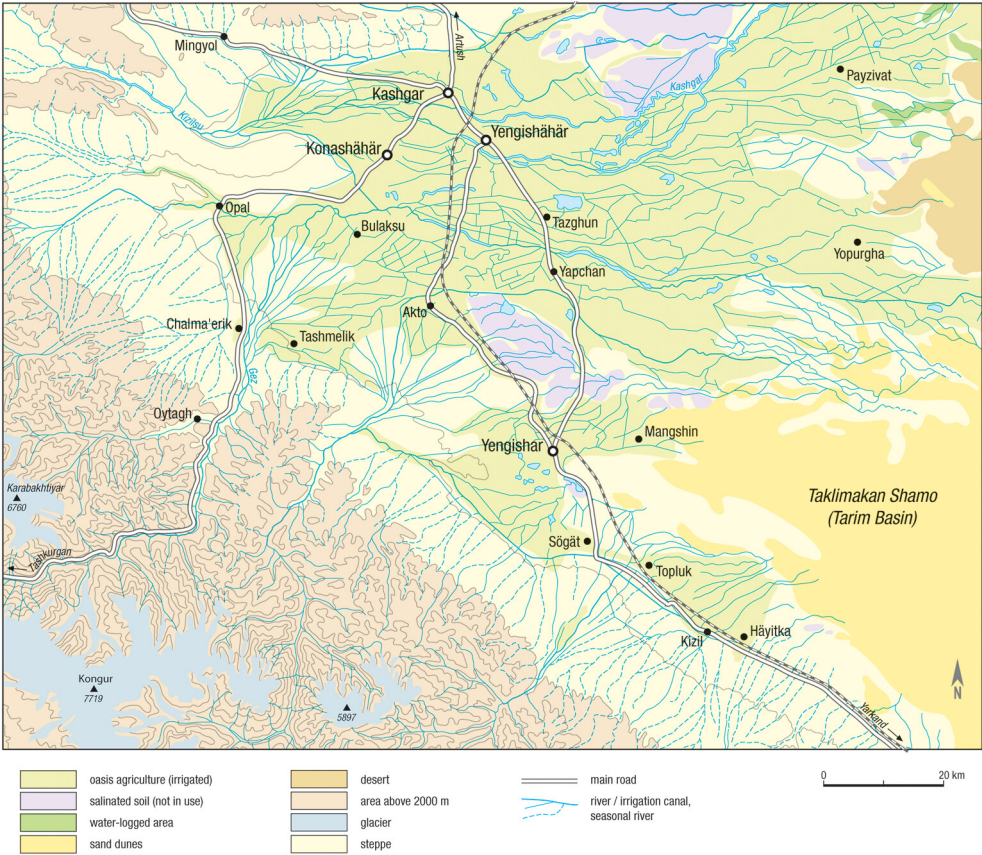 Mingyol
Artush
Kashgar
Payzivat
Kashgar
Kizilsu
Yengishähär
Konashähär
Opal
Bulaksu
Tazghun
Yopurgha
Yapchan
Akto
Chalma'erik
Tashmelik
Gez
Oytagh
Yengishar
Mangshin
Karabakhtiyar
6760
Taklimakan Shamo
(Tarim Basin)
Tashkurgan
Sögät
Topluk
Kizil
Häyitka
Kongur
7719
5897
N
Yarkand
oasis agriculture (irrigated)
salinated soil (not in use)
water-logged area
sand dunes
desert
area above 2000 m
glacier
steppe
main road
river / irrigation canal,
seasonal river
0 20 km